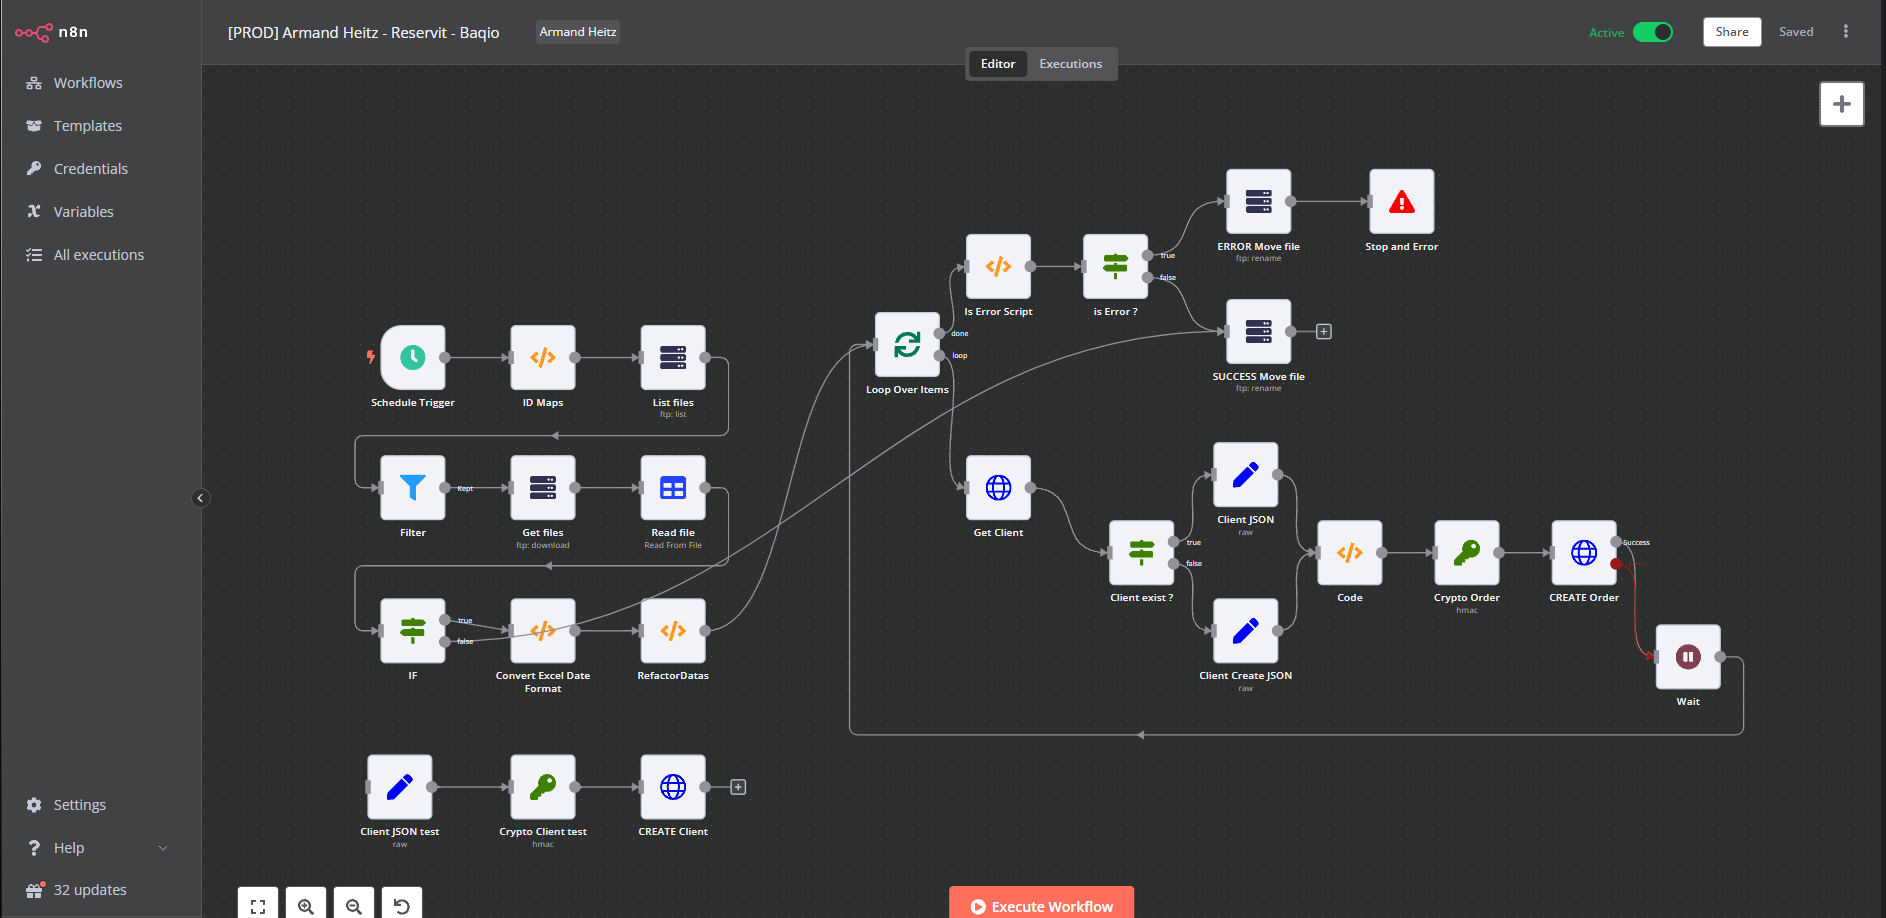 n8n
[PROD] Armand Heitz - Reservit - Baqio
Armand Heitz
Active
Share
Saved
Editor
Executions
Workflows
Templates
Credentials
Variables
All executions
ERROR Move file
ftp: rename
Stop and Error
true
false
Is Error Script
is Error ?
done
loop
Loop Over Items
SUCCESS Move file
ftp: rename
Schedule Trigger
ID Maps
List files
ftp: list
Kept
Filter
Get files
ftp: download
Read file
Read From File
Get Client
Client JSON
raw
true
false
Client exist ?
Code
Crypto Order
hmac
Success
CREATE Order
true
false
IF
Convert Excel Date
Format
RefactorDatas
Client Create JSON
raw
Wait
Client JSON test
raw
Crypto Client test
hmac
CREATE Client
Settings
Help
32 updates
Execute Workflow